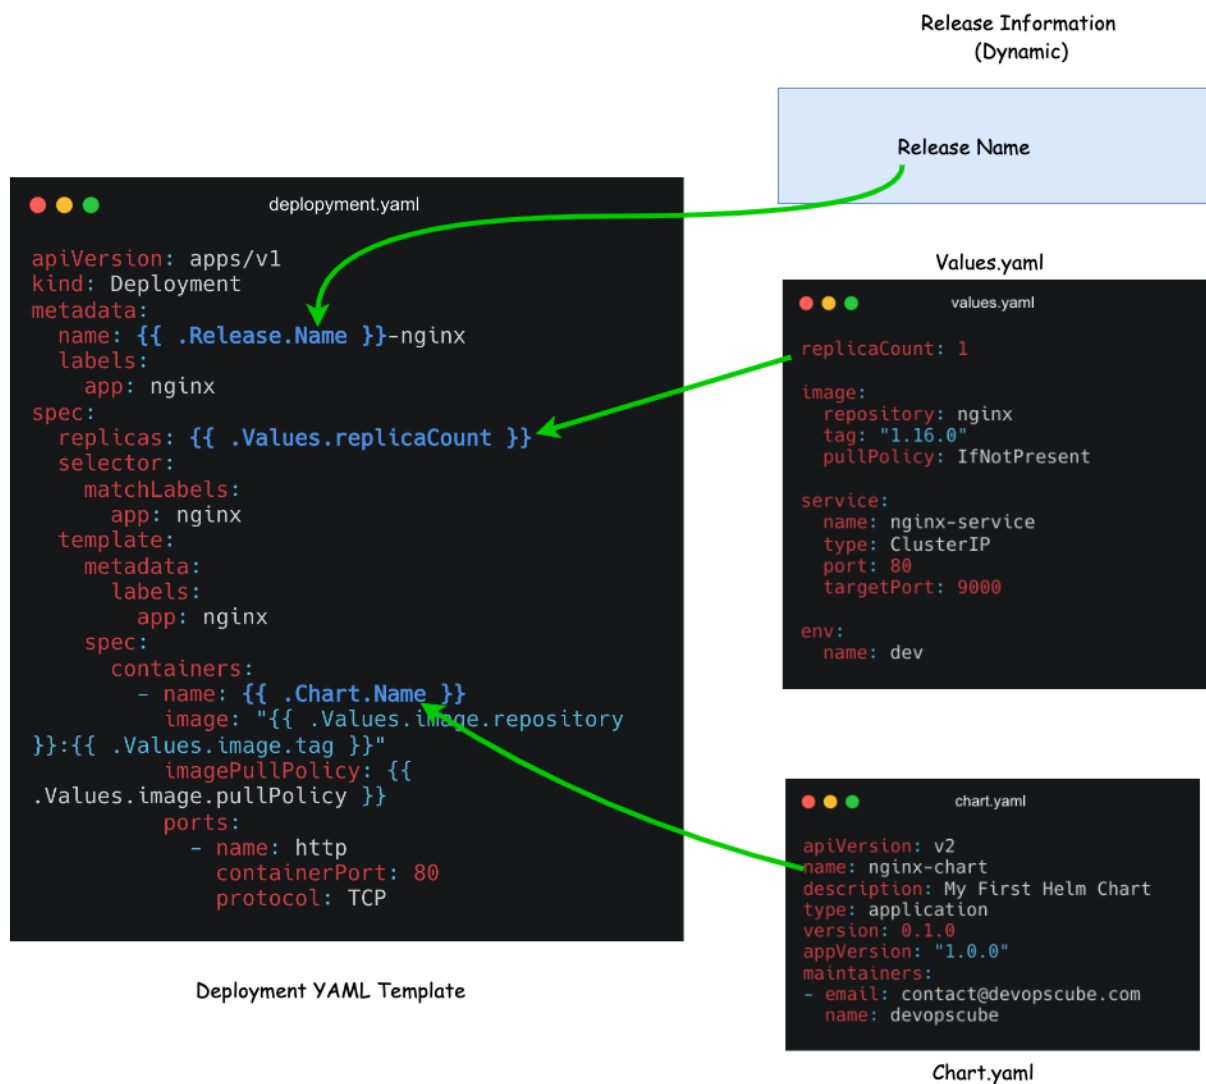 Release Information
(Dynamic)
Release Name
deplopyment.yaml
apiVersion: apps/v1
kind: Deployment
metadata:
  name: {{ .Release.Name }}-nginx
  labels:
    app: nginx
spec:
  replicas: {{ .Values.replicaCount }}
  selector:
    matchLabels:
      app: nginx
  template:
    metadata:
      labels:
        app: nginx
    spec:
      containers:
        - name: {{ .Chart.Name }}
          image: "{{ .Values.image.repository
}}:{{ .Values.image.tag }}"
          imagePullPolicy: {{
.Values.image.pullPolicy }}
          ports:
            - name: http
              containerPort: 80
              protocol: TCP
Deployment YAML Template
Values.yaml
values.yaml
replicaCount: 1
image:
  repository: nginx
  tag: "1.16.0"
  pullPolicy: IfNotPresent
service:
  name: nginx-service
  type: ClusterIP
  port: 80
  targetPort: 9000
env:
  name: dev
chart.yaml
apiVersion: v2
name: nginx-chart
description: My First Helm Chart
type: application
version: 0.1.0
appVersion: "1.0.0"
maintainers:
- email: contact@devopscube.com
  name: devopscube
Chart.yaml